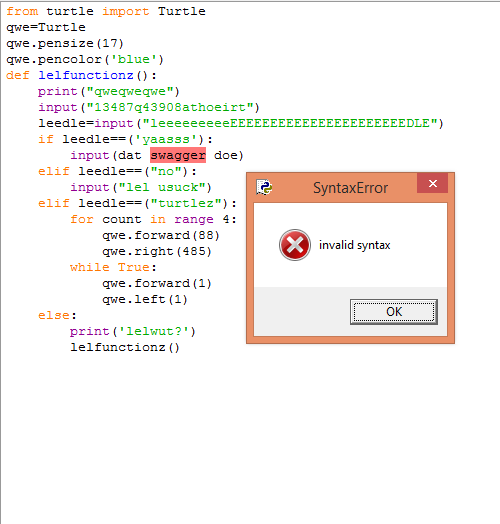 from turtle import Turtle
qwe=Turtle
qwe.pensize(17)
qwe.pencolor('blue')
def lelfunctionz():
    print("qweqweqwe")
    input("13487q43908athoeirt")
    leedle=input("leeeeeeeeeEEEEEEEEEEEEEEEEEEEEEEDLE")
    if leedle==('yaasss'):
        input(dat swagger doe)
    elif leedle==("no"):
        input("lel usuck")
    elif leedle==("turtlez"):
        for count in range 4:
            qwe.forward(88)
            qwe.right(485)
        while True:
            qwe.forward(1)
            qwe.left(1)
    else:
        print('lelwut?')
        lelfunctionz()
SyntaxError
invalid syntax
OK